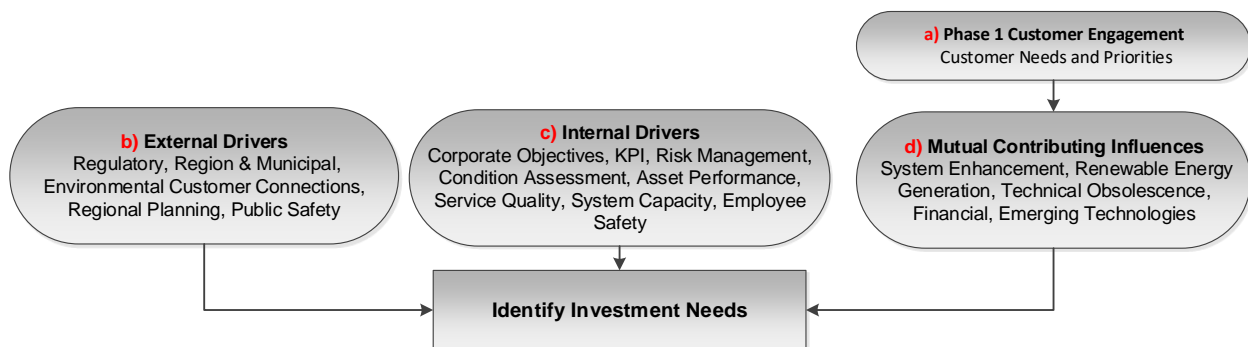 a) Phase 1 Customer Engagement
Customer Needs and Priorities
b) External Drivers
Regulatory, Region & Municipal,
Environmental Customer Connections,
Regional Planning, Public Safety
c) Internal Drivers
Corporate Objectives, KPI, Risk Management,
Condition Assessment, Asset Performance,
Service Quality, System Capacity, Employee
Safety
d) Mutual Contributing Influences
System Enhancement, Renewable Energy
Generation, Technical Obsolescence,
Financial, Emerging Technologies
Identify Investment Needs